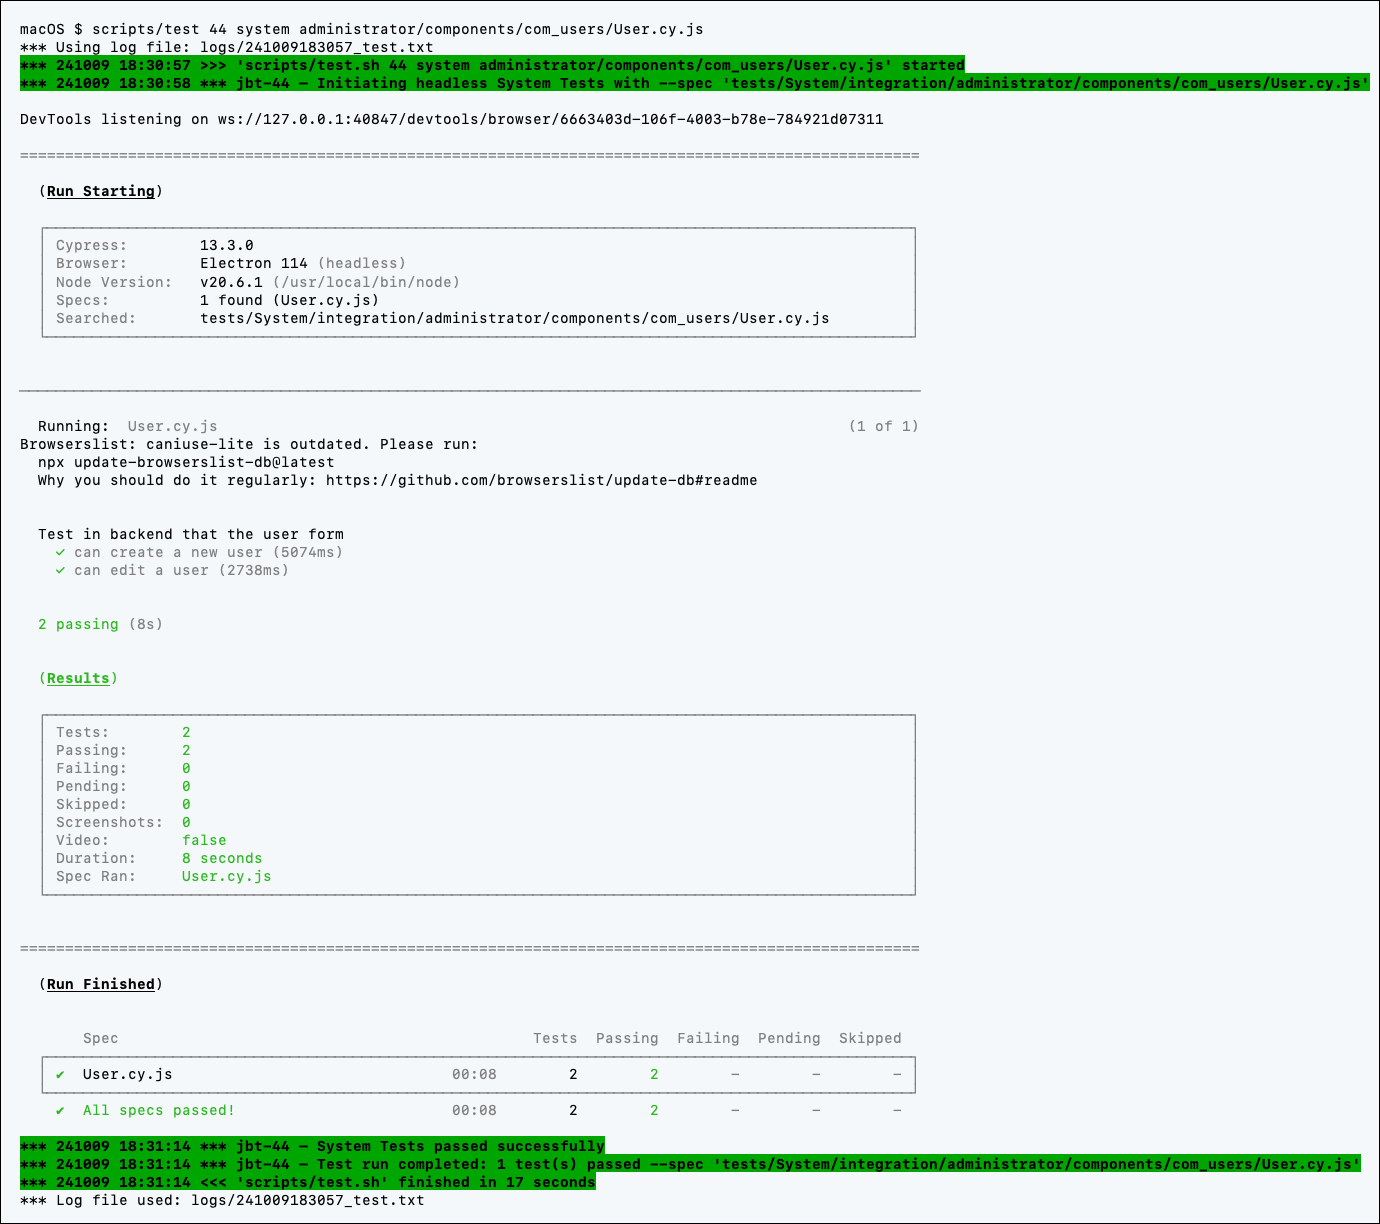 macOS $ scripts/test 44 system administrator/components/com_users/User.cy.js
*** Using log file: logs/241009183057_test.txt
*** 241009 18:30:57 >>> 'scripts/test.sh 44 system administrator/components/com_users/User.cy.js' started
*** 241009 18:30:58 *** jbt-44 – Initiating headless System Tests with --spec 'tests/System/integration/administrator/components/com_users/User.cy.js'
DevTools listening on ws://127.0.0.1:40847/devtools/browser/6663403d-106f-4003-b78e-784921d07311
====================================================================================================
(Run Starting)
Cypress: 13.3.0
Browser: Electron 114 (headless)
Node Version: v20.6.1 (/usr/local/bin/node)
Specs: 1 found (User.cy.js)
Searched: tests/System/integration/administrator/components/com_users/User.cy.js
Running: User.cy.js (1 of 1)
Browserslist: caniuse-lite is outdated. Please run:
npx update-browserslist-db@latest
Why you should do it regularly: https://github.com/browserslist/update-db#readme
Test in backend that the user form
✓ can create a new user (5074ms)
✓ can edit a user (2738ms)
2 passing (8s)
(Results)
Tests: 2
Passing: 2
Failing: 0
Pending: 0
Skipped: 0
Screenshots: 0
Video: false
Duration: 8 seconds
Spec Ran: User.cy.js
====================================================================================================
(Run Finished)
Spec Tests Passing Failing Pending Skipped
✔ User.cy.js 00:08 2 2 – – –
✔ All specs passed! 00:08 2 2 – – –
*** 241009 18:31:14 *** jbt-44 – System Tests passed successfully
*** 241009 18:31:14 *** jbt-44 – Test run completed: 1 test(s) passed --spec 'tests/System/integration/administrator/components/com_users/User.cy.js'
*** 241009 18:31:14 <<< 'scripts/test.sh' finished in 17 seconds
*** Log file used: logs/241009183057_test.txt